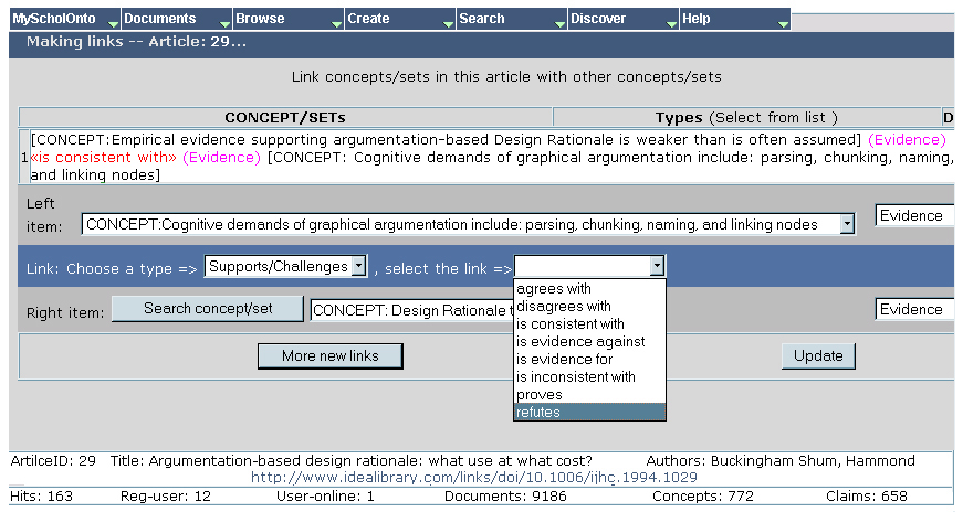 MyScholOnto Documents Browse Create Search Discover Help
Making links -- Article: 29...
Link concepts/sets in this article with other concepts/sets
CONCEPT/SETs Types (Select from list ) D
1 [CONCEPT:Empirical evidence supporting argumentation-based Design Rationale is weaker than is often assumed] (Evidence)
«is consistent with» (Evidence) [CONCEPT: Cognitive demands of graphical argumentation include: parsing, chunking, naming,
and linking nodes]
Left
item: CONCEPT:Cognitive demands of graphical argumentation include: parsing, chunking, naming, and linking nodes Evidence
Link: Choose a type => Supports/Challenges , select the link =>
agrees with
disagrees with
is consistent with
is evidence against
is evidence for
is inconsistent with
proves
refutes
Right item: Search concept/set CONCEPT: Design Rationale t Evidence
More new links Update
ArtilceID: 29 Title: Argumentation-based design rationale: what use at what cost? Authors: Buckingham Shum, Hammond
http://www.idealibrary.com/links/doi/10.1006/ijhc.1994.1029
Hits: 163 Reg-user: 12 User-online: 1 Documents: 9186 Concepts: 772 Claims: 658